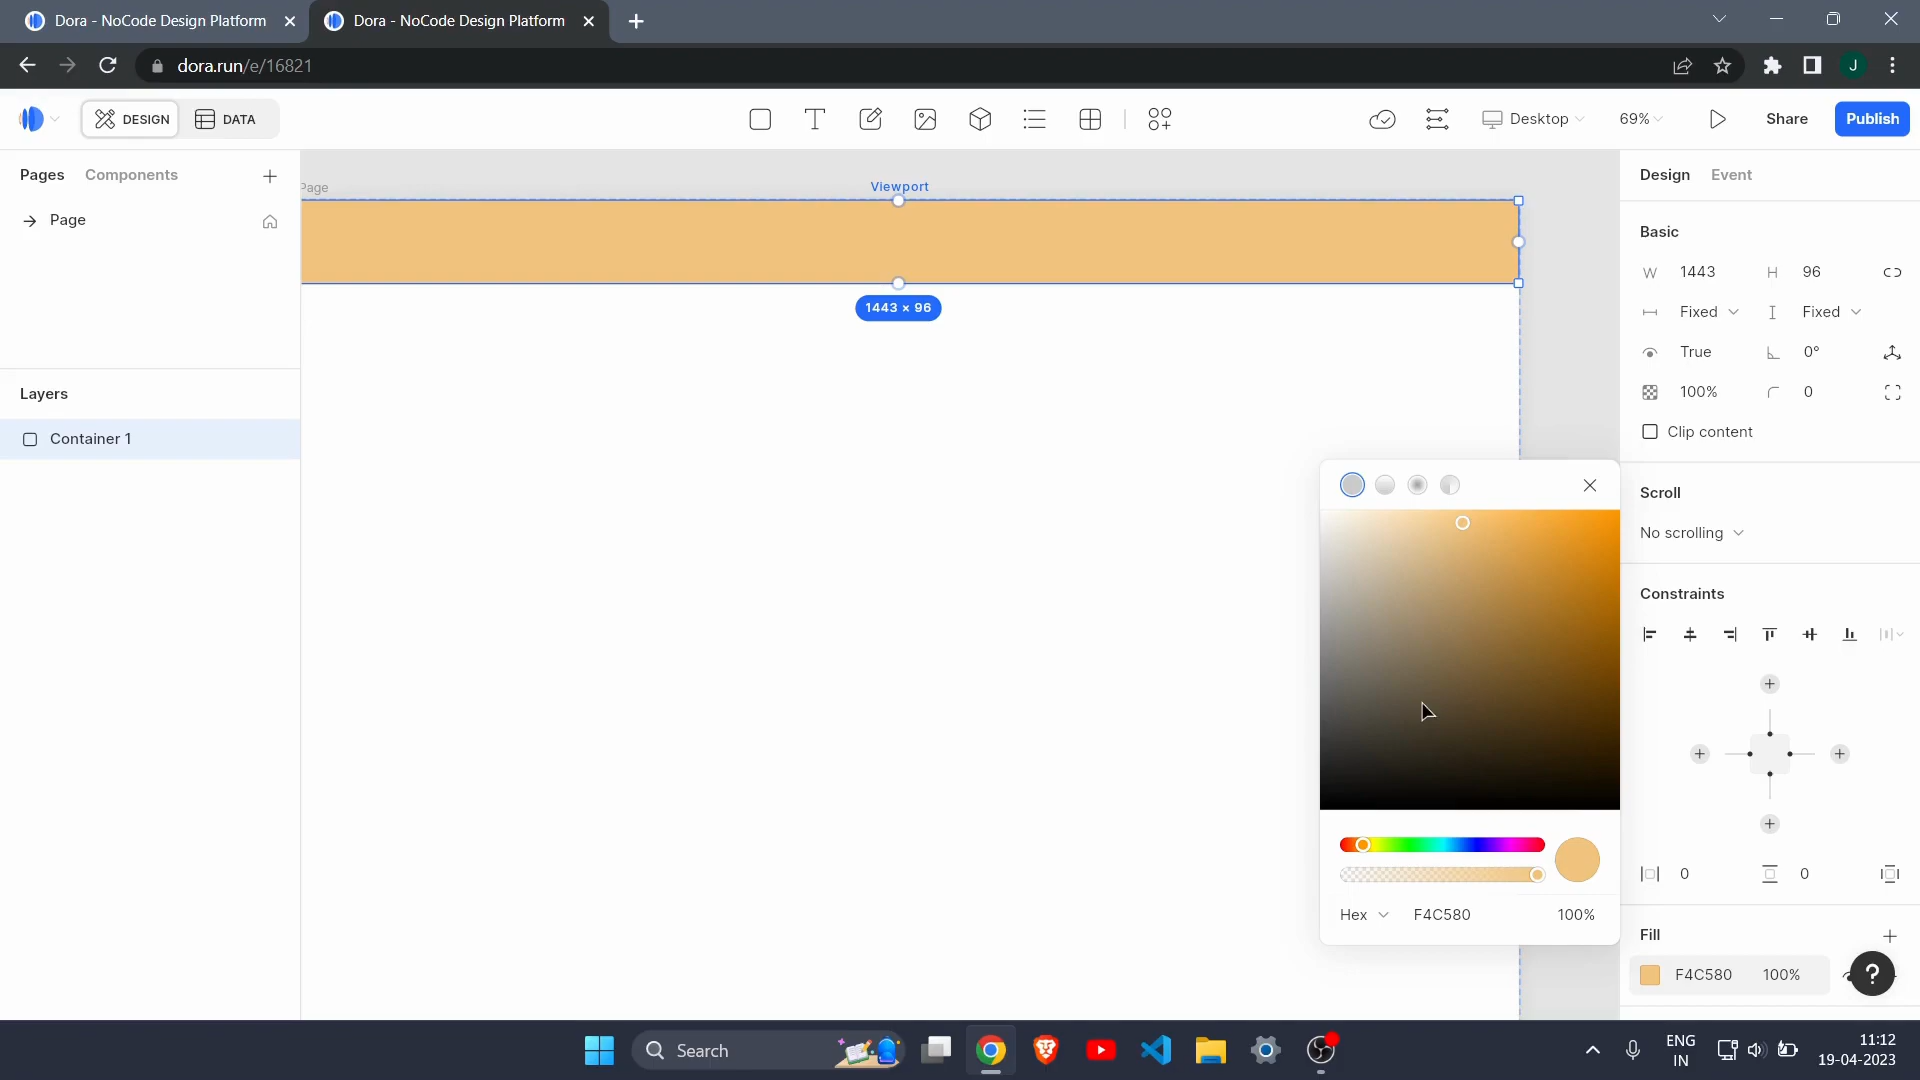 Dora - NoCode Design Platform
Dora - NoCode Design Platform
dora.run/e/16821
J
DESIGN
DATA
Desktop
69%
Share
Publish
Pages
Components
Page
Layers
Container 1
Page
Viewport
1443 × 96
Design
Event
Basic
W 1443 H 96
Fixed Fixed
True 0°
100% 0
Clip content
Scroll
No scrolling
Constraints
0 0
Fill
F4C580 100%
?
Hex F4C580 100%
Search
ENG
IN
11:12
19-04-2023